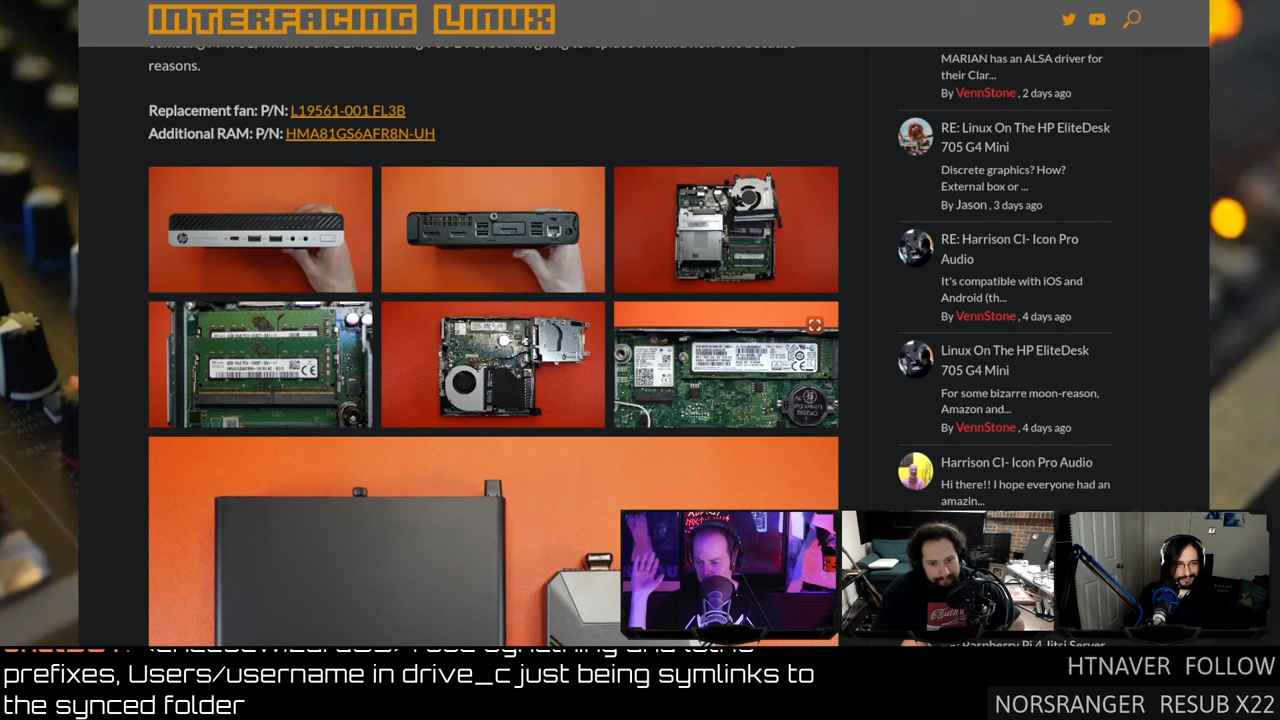 INTERFACING LINUX
reasons.
Replacement fan: P/N: L19561-001 FL3B
Additional RAM: P/N: HMA81GS6AFR8N-UH
MARIAN has an ALSA driver for
their Clar...
By VennStone , 2 days ago
RE: Linux On The HP EliteDesk
705 G4 Mini
Discrete graphics? How?
External box or ...
By Jason , 3 days ago
RE: Harrison CI- Icon Pro
Audio
It's compatible with iOS and
Android (th...
By VennStone , 4 days ago
Linux On The HP EliteDesk
705 G4 Mini
For some bizarre moon-reason,
Amazon and...
By VennStone , 4 days ago
Harrison CI- Icon Pro Audio
Hi there!! I hope everyone had an
amazin...
prefixes, Users/username in drive_c just being symlinks to
the synced folder
HTNAVER FOLLOW
NORSRANGER RESUB X22